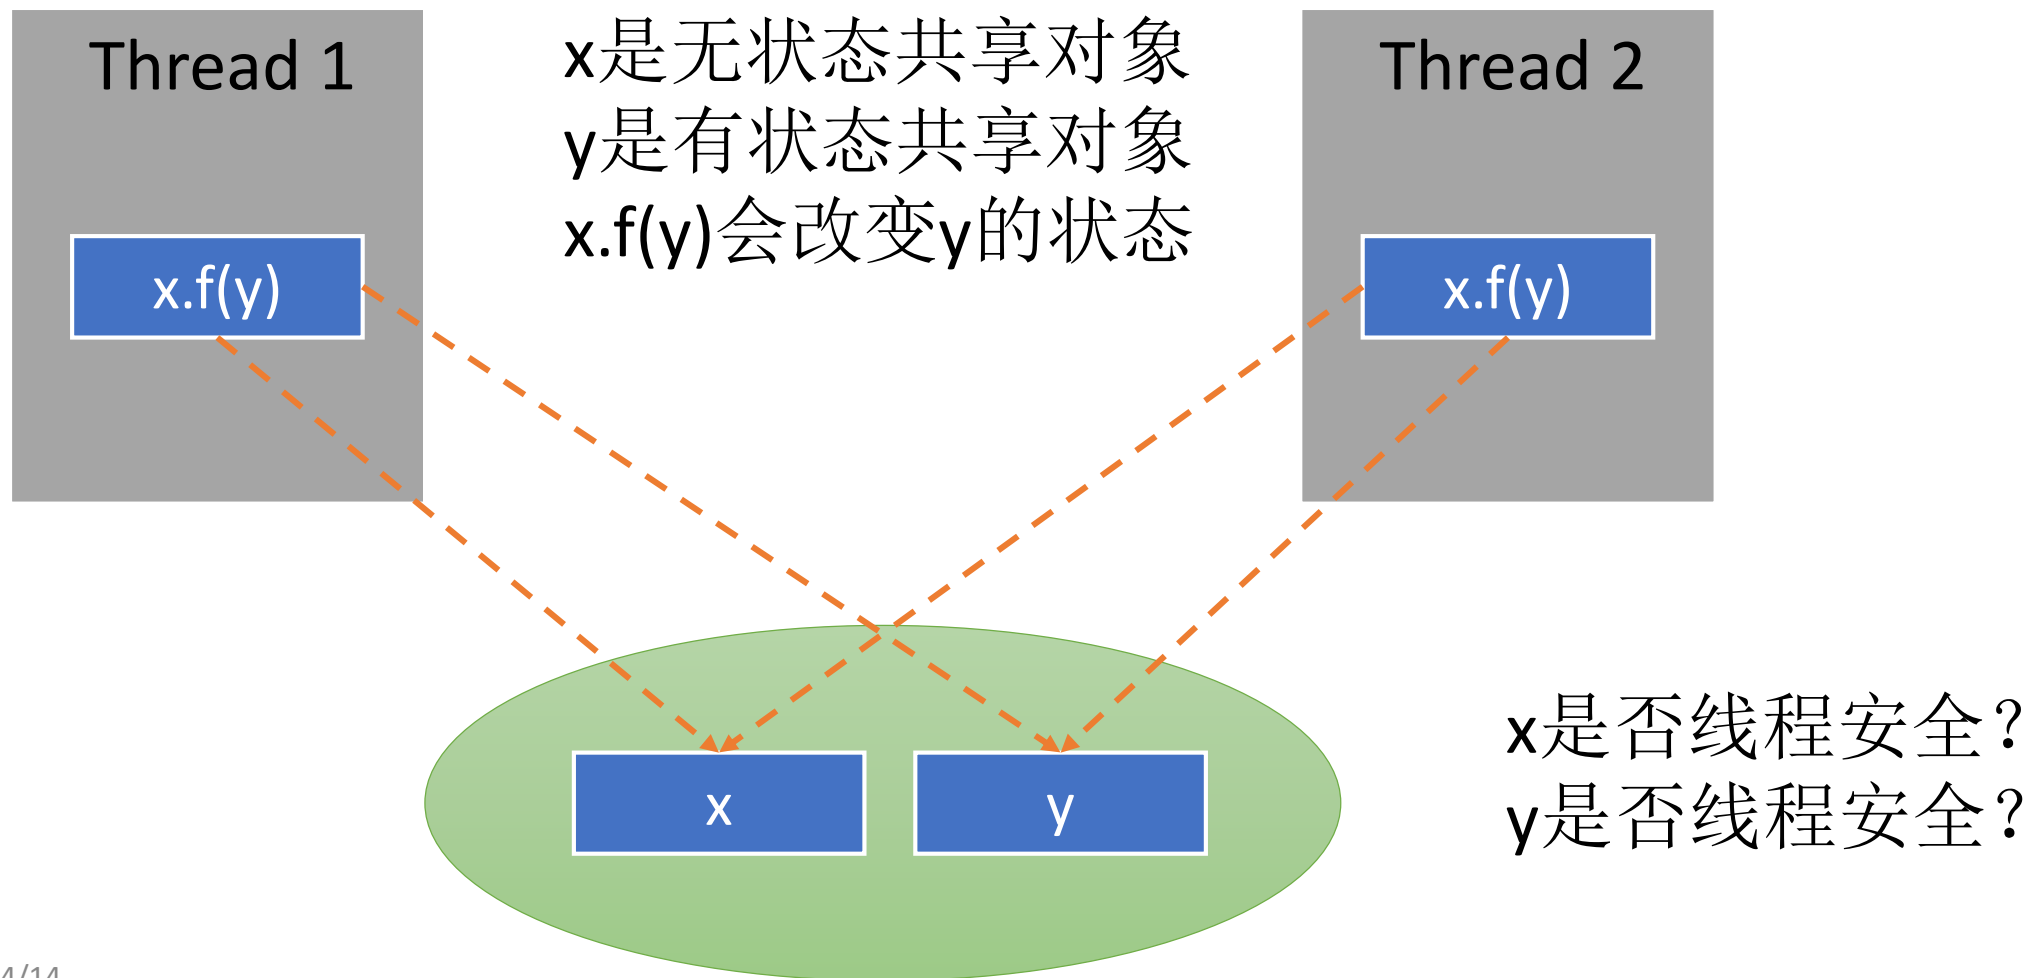 Thread 1
x是无状态共享对象
y是有状态共享对象
x.f(y)会改变y的状态
Thread 2
x.f(y)
x.f(y)
x
y
x是否线程安全？
y是否线程安全？
4/14